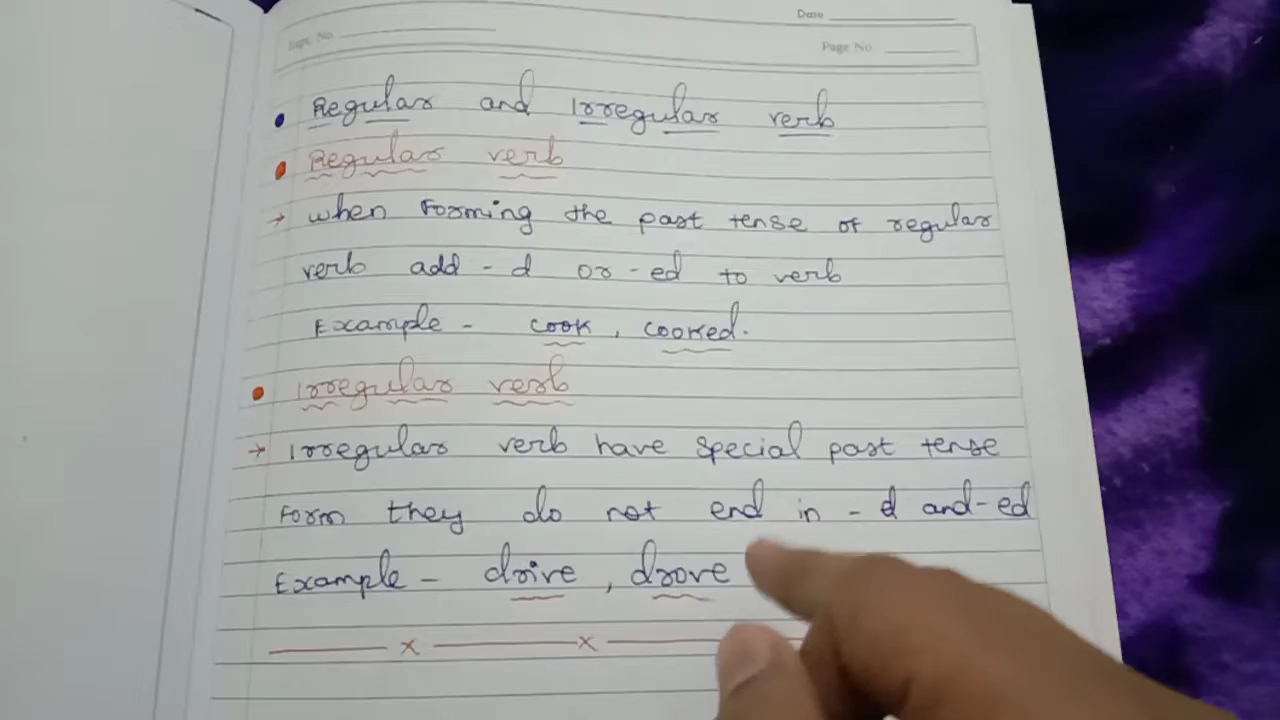 Date
Expt. No.
Page No.
Regular and Irregular verb
Regular verb
→ when Forming the past tense of regular
verb add - d or - ed to verb
Example - cook , cooked.
Irregular verb
→ Irregular verb have special past tense
Form they do not end in - d and-ed
Example - drive , drove